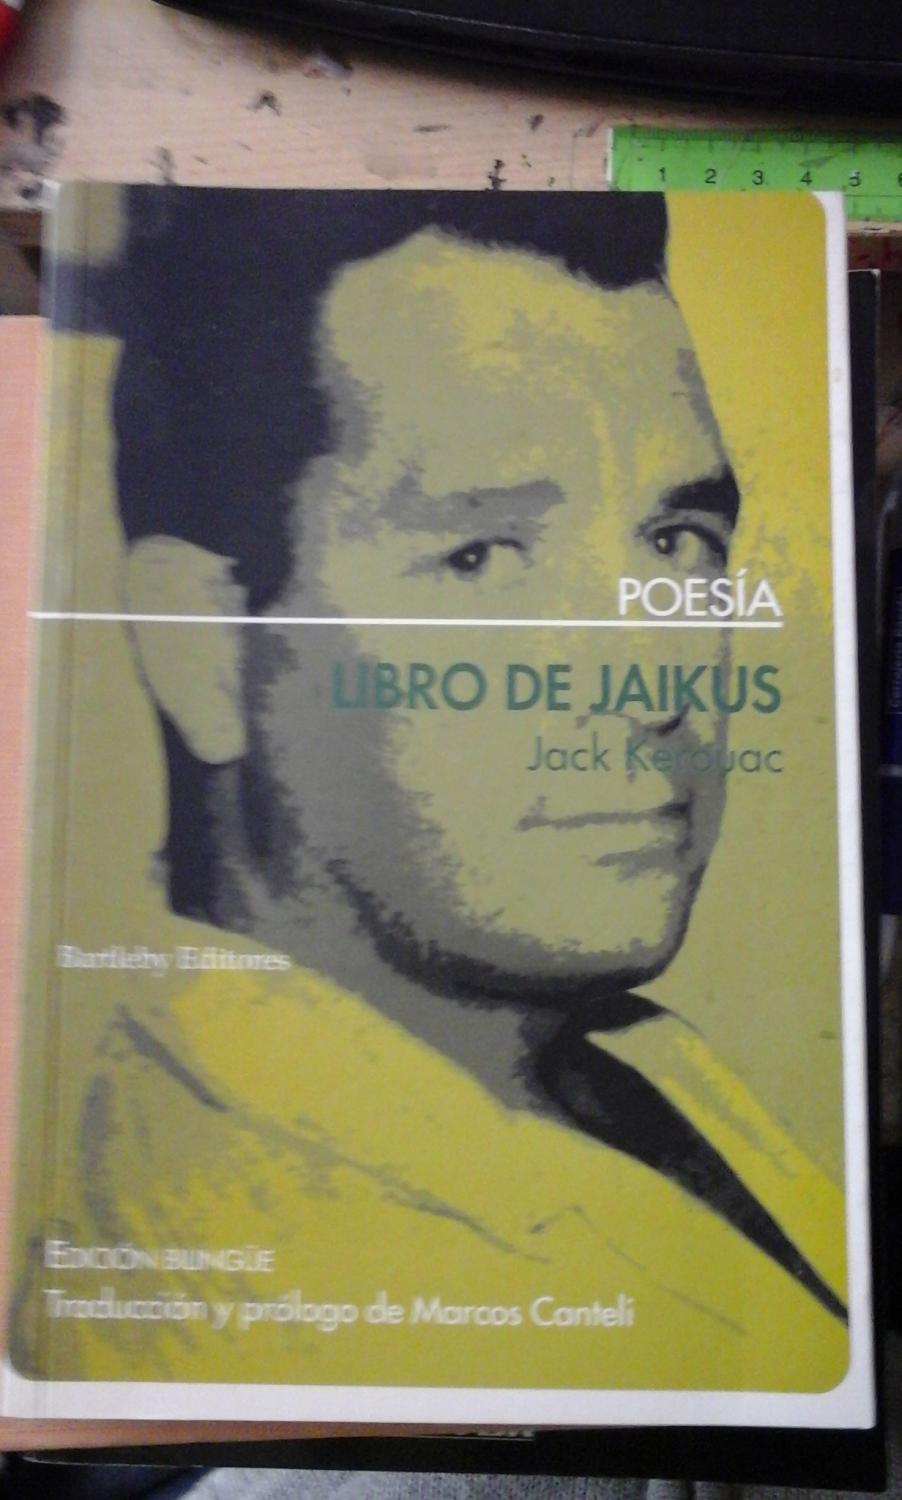 1 2 3 4 5
POESÍA
LIBRO DE JAIKUS
Jack Kerouac
Bartleby Editores
EDICIÓN BILINGÜE
Traducción y prólogo de Marcos Canteli